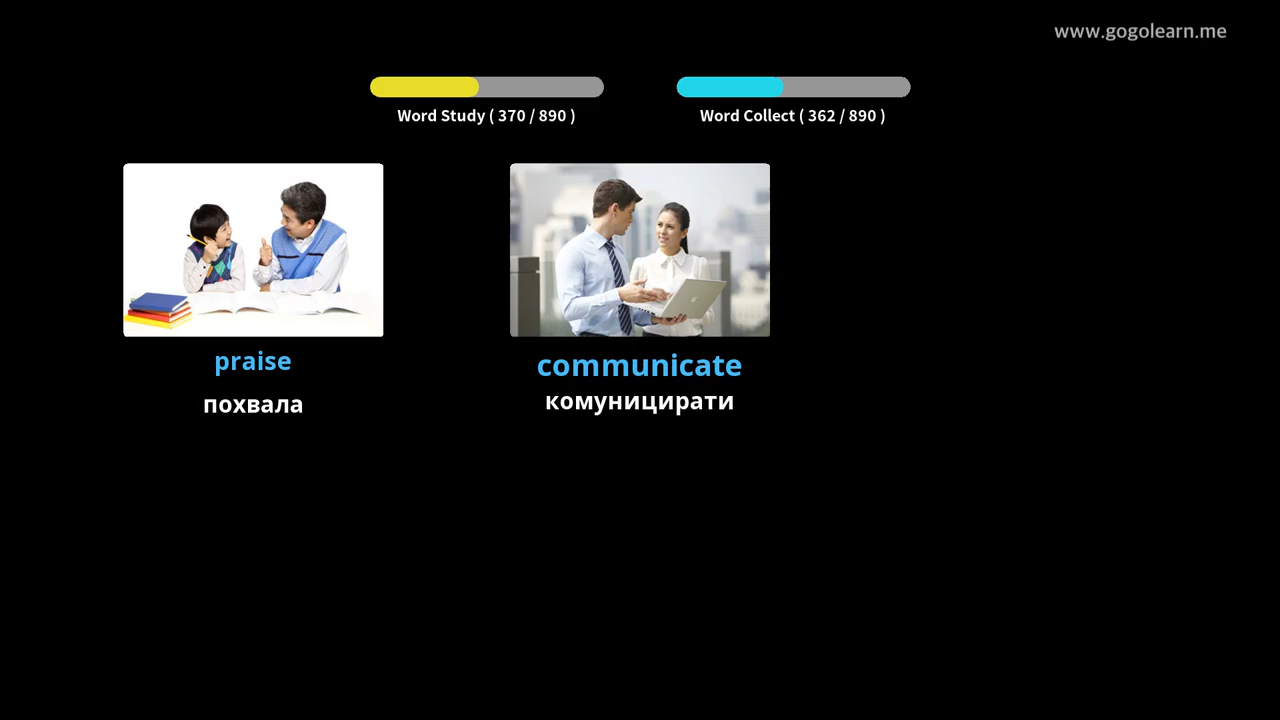 www.gogolearn.me
Word Study ( 370 / 890 )
Word Collect ( 362 / 890 )
praise
похвала
communicate
комуницирати